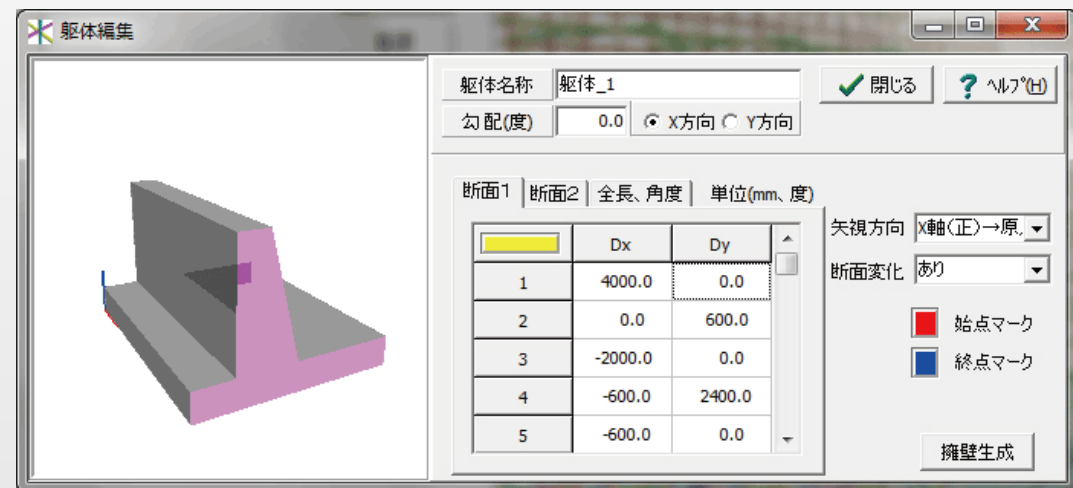 躯体編集
躯体名称 躯体_1 閉じる ヘルプ(H)
勾配(度) 0.0 X方向 Y方向
断面1 断面2 全長、角度 単位(mm、度)
矢視方向 X軸(正)→原.
断面変化 あり
Dx Dy
1 4000.0 0.0
2 0.0 600.0
3 -2000.0 0.0
4 -600.0 2400.0
5 -600.0 0.0
始点マーク
終点マーク
擁壁生成